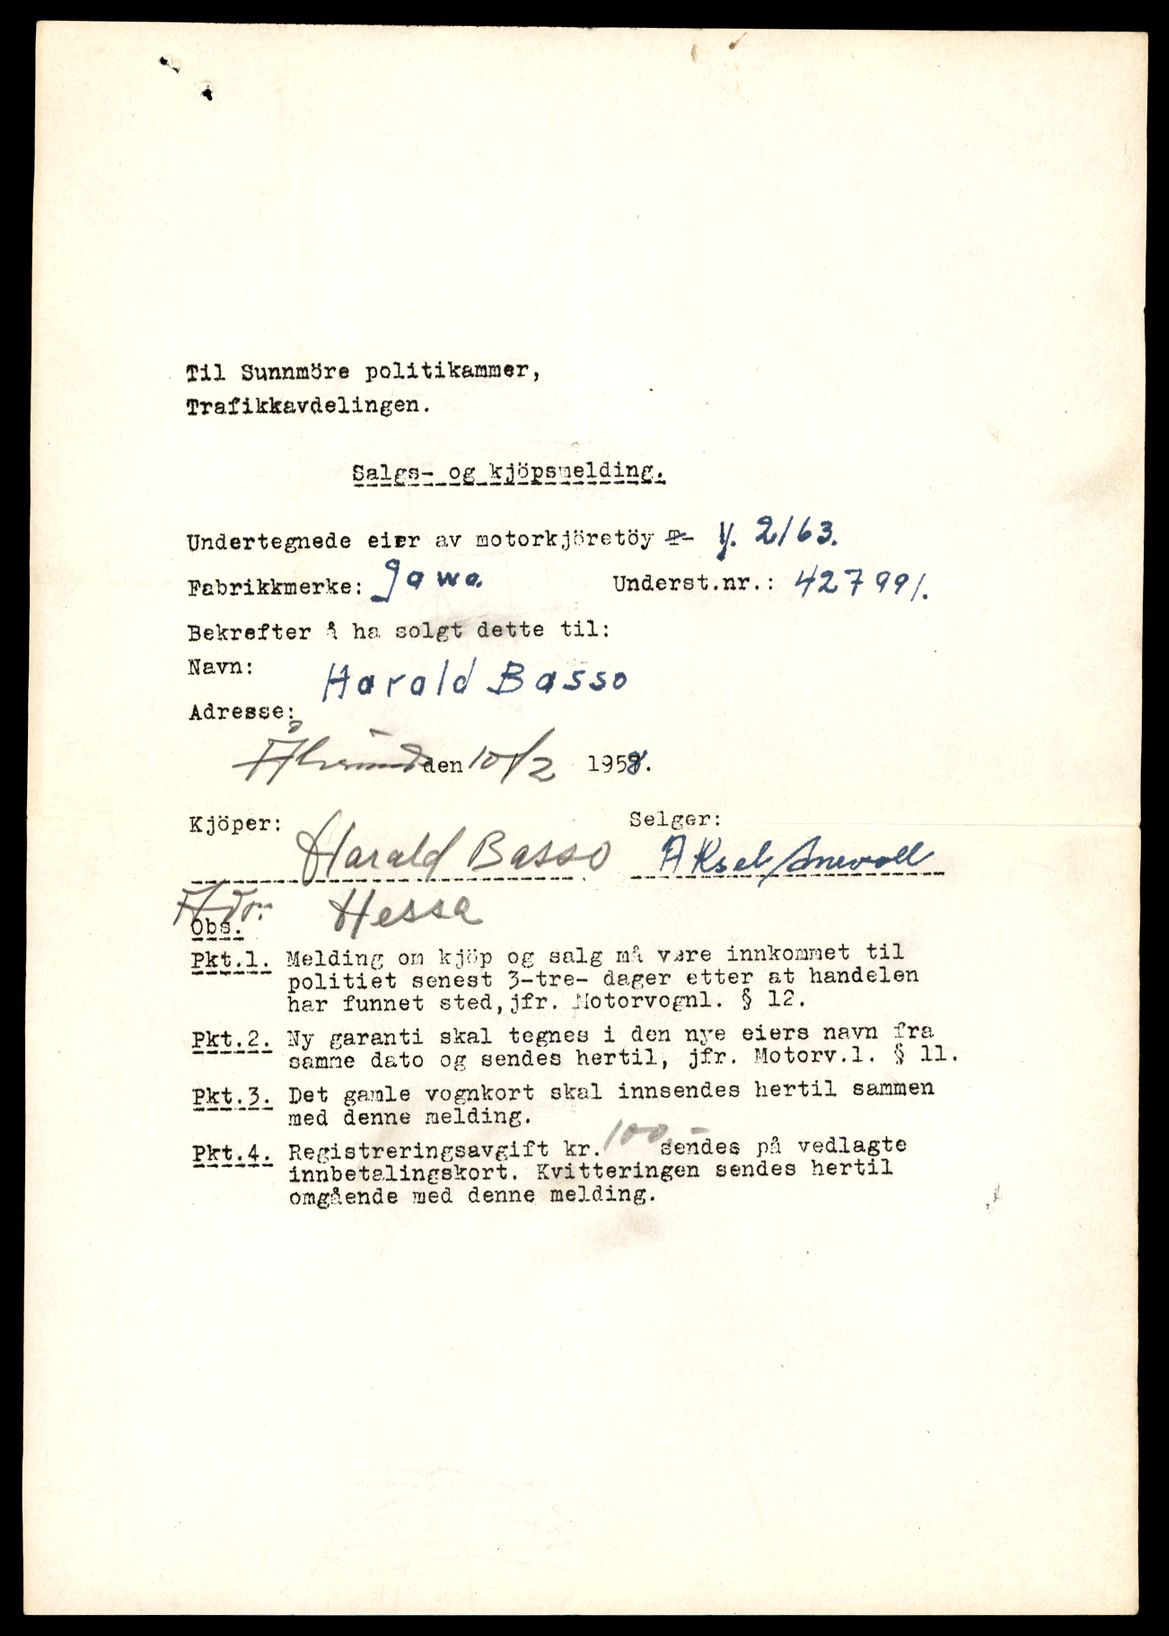 Til Sunnmöre politikammer,
Trafikkavdelingen.
Salgs- og kjöpsmelding.
Undertegnede eier av motorkjöretöy T- y. 2163.
Fabrikkmerke: Jawa. Underst.nr.: 427991.
Bekrefter å ha solgt dette til:
Navn: Harald Basso
Adresse:
Ålesund den 10/2 1958.
Kjöper: Selger:
Harald Basso Aksel Snevoll
Adr. Hessa
Obs.
Pkt.1. Melding om kjöp og salg må være innkommet til
politiet senest 3-tre- dager etter at handelen
har funnet sted, jfr. Motorvognl. § 12.
Pkt.2. Ny garanti skal tegnes i den nye eiers navn fra
samme dato og sendes hertil, jfr. Motorv.l. § 11.
Pkt.3. Det gamle vognkort skal innsendes hertil sammen
med denne melding.
Pkt.4. Registreringsavgift kr. 100,- sendes på vedlagte
innbetalingskort. Kvitteringen sendes hertil
omgående med denne melding.